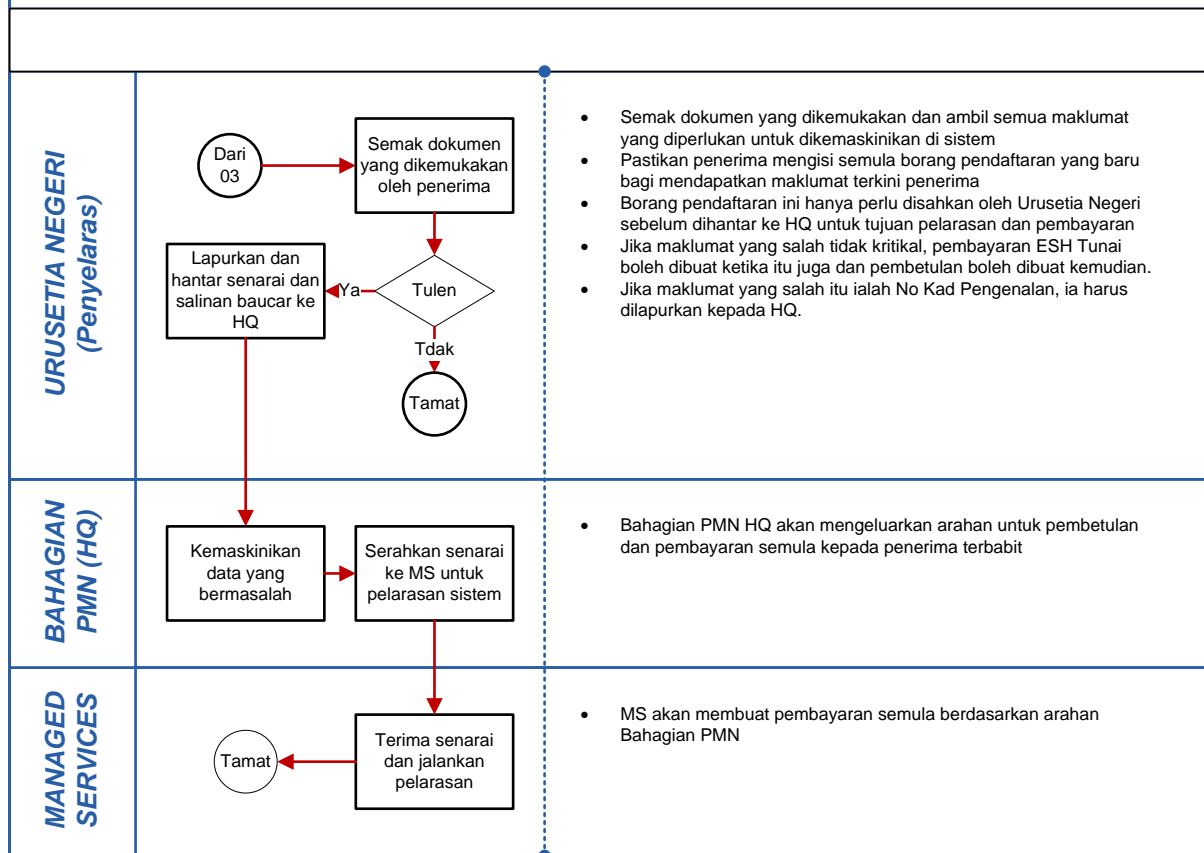 URUSETIA NEGERI
(Penyelaras)
Dari
03
Semak dokumen
yang dikemukakan
oleh penerima
Lapurkan dan
hantar senarai dan
salinan baucar ke
HQ
Ya
Tulen
Tdak
Tamat
• Semak dokumen yang dikemukakan dan ambil semua maklumat
yang diperlukan untuk dikemaskinikan di sistem
• Pastikan penerima mengisi semula borang pendaftaran yang baru
bagi mendapatkan maklumat terkini penerima
• Borang pendaftaran ini hanya perlu disahkan oleh Urusetia Negeri
sebelum dihantar ke HQ untuk tujuan pelarasan dan pembayaran
• Jika maklumat yang salah tidak kritikal, pembayaran ESH Tunai
boleh dibuat ketika itu juga dan pembetulan boleh dibuat kemudian.
• Jika maklumat yang salah itu ialah No Kad Pengenalan, ia harus
dilapurkan kepada HQ.
BAHAGIAN
PMN (HQ)
Kemaskinikan
data yang
bermasalah
Serahkan senarai
ke MS untuk
pelarasan sistem
• Bahagian PMN HQ akan mengeluarkan arahan untuk pembetulan
dan pembayaran semula kepada penerima terbabit
MANAGED
SERVICES
Tamat
Terima senarai
dan jalankan
pelarasan
• MS akan membuat pembayaran semula berdasarkan arahan
Bahagian PMN